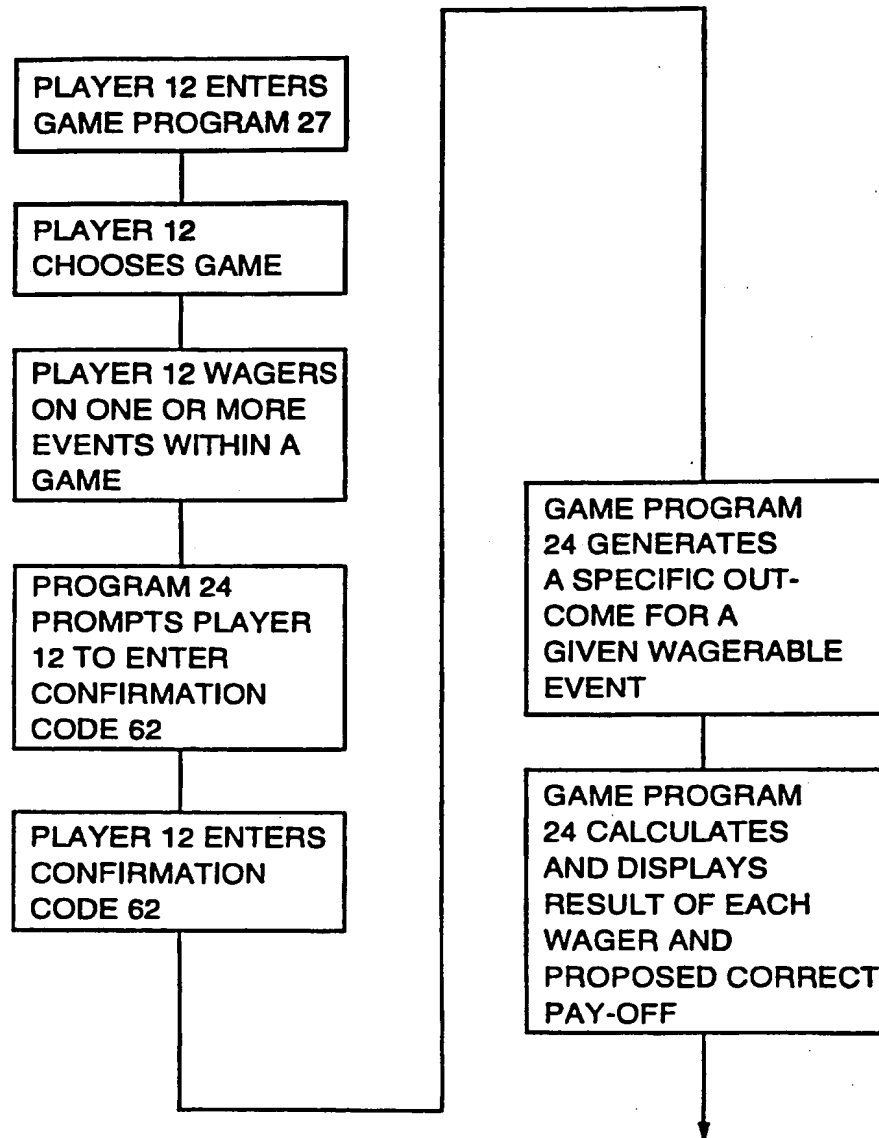 PLAYER 12 ENTERS
GAME PROGRAM 27
PLAYER 12
CHOOSES GAME
PLAYER 12 WAGERS
ON ONE OR MORE
EVENTS WITHIN A
GAME
PROGRAM 24
PROMPTS PLAYER
12 TO ENTER
CONFIRMATION
CODE 62
PLAYER 12 ENTERS
CONFIRMATION
CODE 62
GAME PROGRAM
24 GENERATES
A SPECIFIC OUT-
COME FOR A
GIVEN WAGERABLE
EVENT
GAME PROGRAM
24 CALCULATES
AND DISPLAYS
RESULT OF EACH
WAGER AND
PROPOSED CORRECT
PAY-OFF